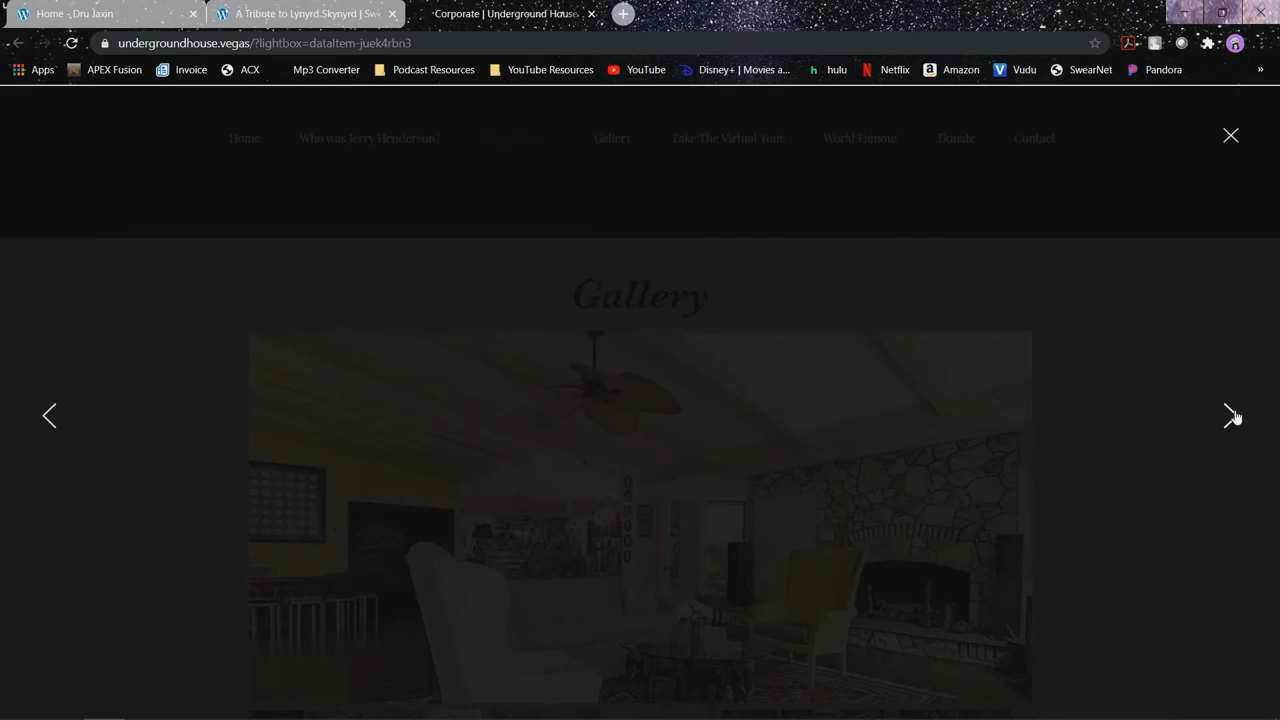 Home - Dru Jaxin
A Tribute to Lynyrd Skynyrd | Sw
Corporate | Underground House
undergroundhouse.vegas/?lightbox=dataItem-juek4rbn3
Apps APEX Fusion Invoice ACX Mp3 Converter Podcast Resources YouTube Resources YouTube Disney+ | Movies a... hulu Netflix Amazon Vudu SwearNet Pandora »
Home Who was Jerry Henderson? Gallery Take The Virtual Tour World Famous Donate Contact
Gallery